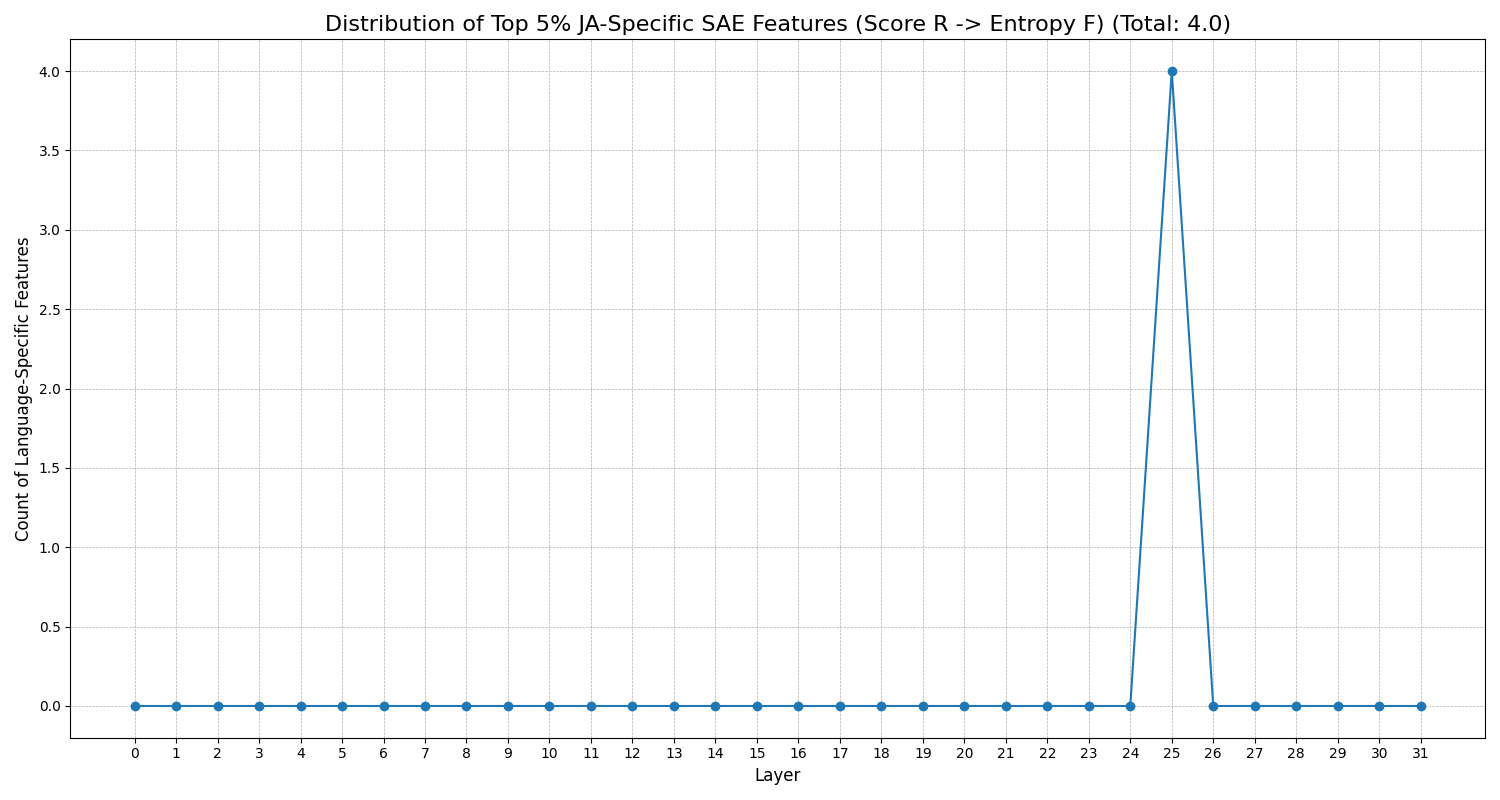 Distribution of Top 5% JA-Specific SAE Features (Score R -> Entropy F) (Total: 4.0)
Count of Language-Specific Features
4.0
3.5
3.0
2.5
2.0
1.5
1.0
0.5
0.0
0 1 2 3 4 5 6 7 8 9 10 11 12 13 14 15 16 17 18 19 20 21 22 23 24 25 26 27 28 29 30 31
Layer